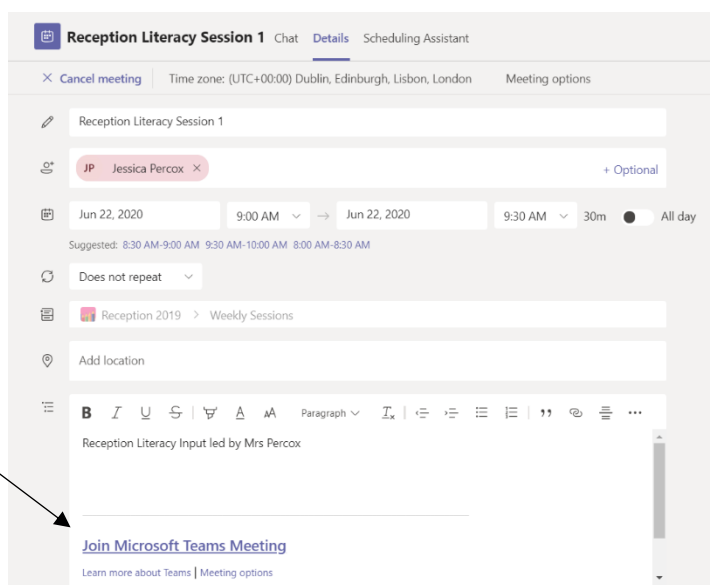 Reception Literacy Session 1 Chat Details Scheduling Assistant
Cancel meeting Time zone: (UTC+00:00) Dublin, Edinburgh, Lisbon, London Meeting options
Reception Literacy Session 1
JP Jessica Percox + Optional
Jun 22, 2020 9:00 AM → Jun 22, 2020 9:30 AM 30m All day
Suggested: 8:30 AM-9:00 AM 9:30 AM-10:00 AM 8:00 AM-8:30 AM
Does not repeat
Reception 2019 > Weekly Sessions
Add location
B I U S A AA Paragraph
Reception Literacy Input led by Mrs Percox
Join Microsoft Teams Meeting
Learn more about Teams | Meeting options